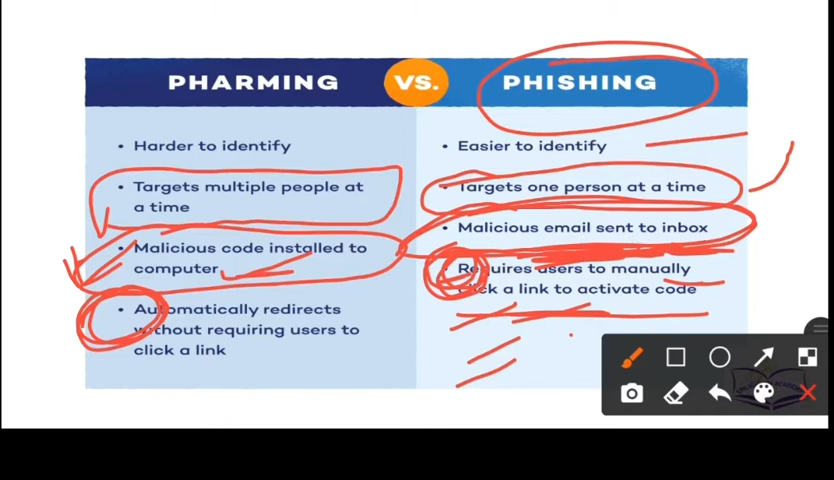 PHARMING VS. PHISHING
• Harder to identify
• Targets multiple people at
a time
• Malicious code installed to
computer
• Automatically redirects
without requiring users to
click a link
• Easier to identify
• Targets one person at a time
• Malicious email sent to inbox
• Requires users to manually
click a link to activate code